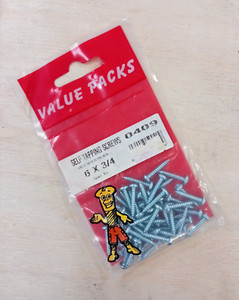 VALUE PACKS
SELF TAPPING SCREWS 0409
6 X 3/4